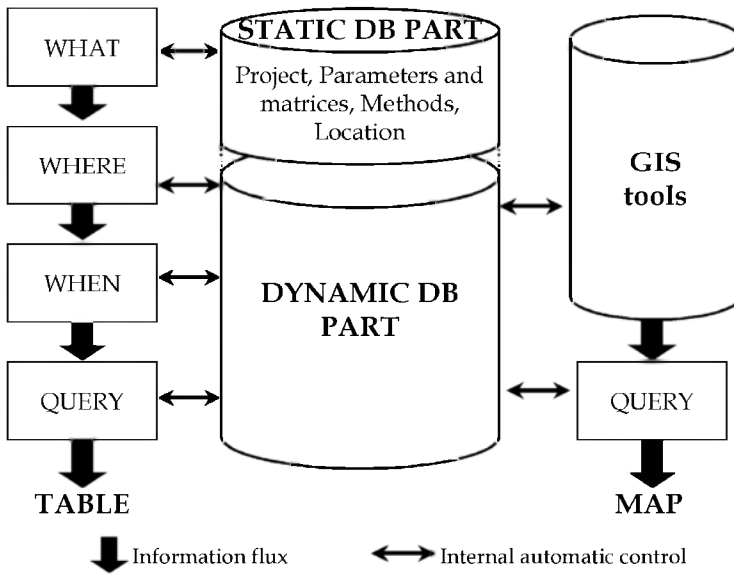 WHAT
WHERE
WHEN
QUERY
TABLE
STATIC DB PART
Project, Parameters and
matrices, Methods,
Location
DYNAMIC DB
PART
GIS
tools
QUERY
MAP
Information flux
Internal automatic control